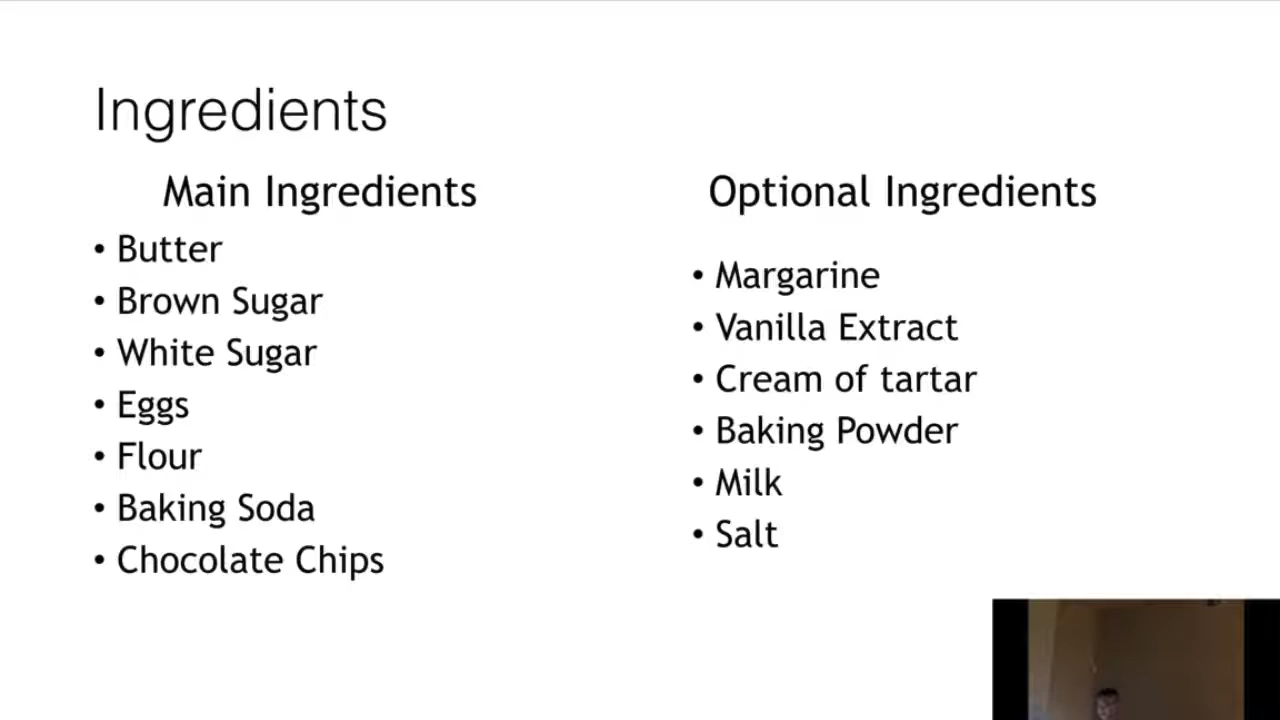 Ingredients
Main Ingredients
• Butter
• Brown Sugar
• White Sugar
• Eggs
• Flour
• Baking Soda
• Chocolate Chips
Optional Ingredients
• Margarine
• Vanilla Extract
• Cream of tartar
• Baking Powder
• Milk
• Salt